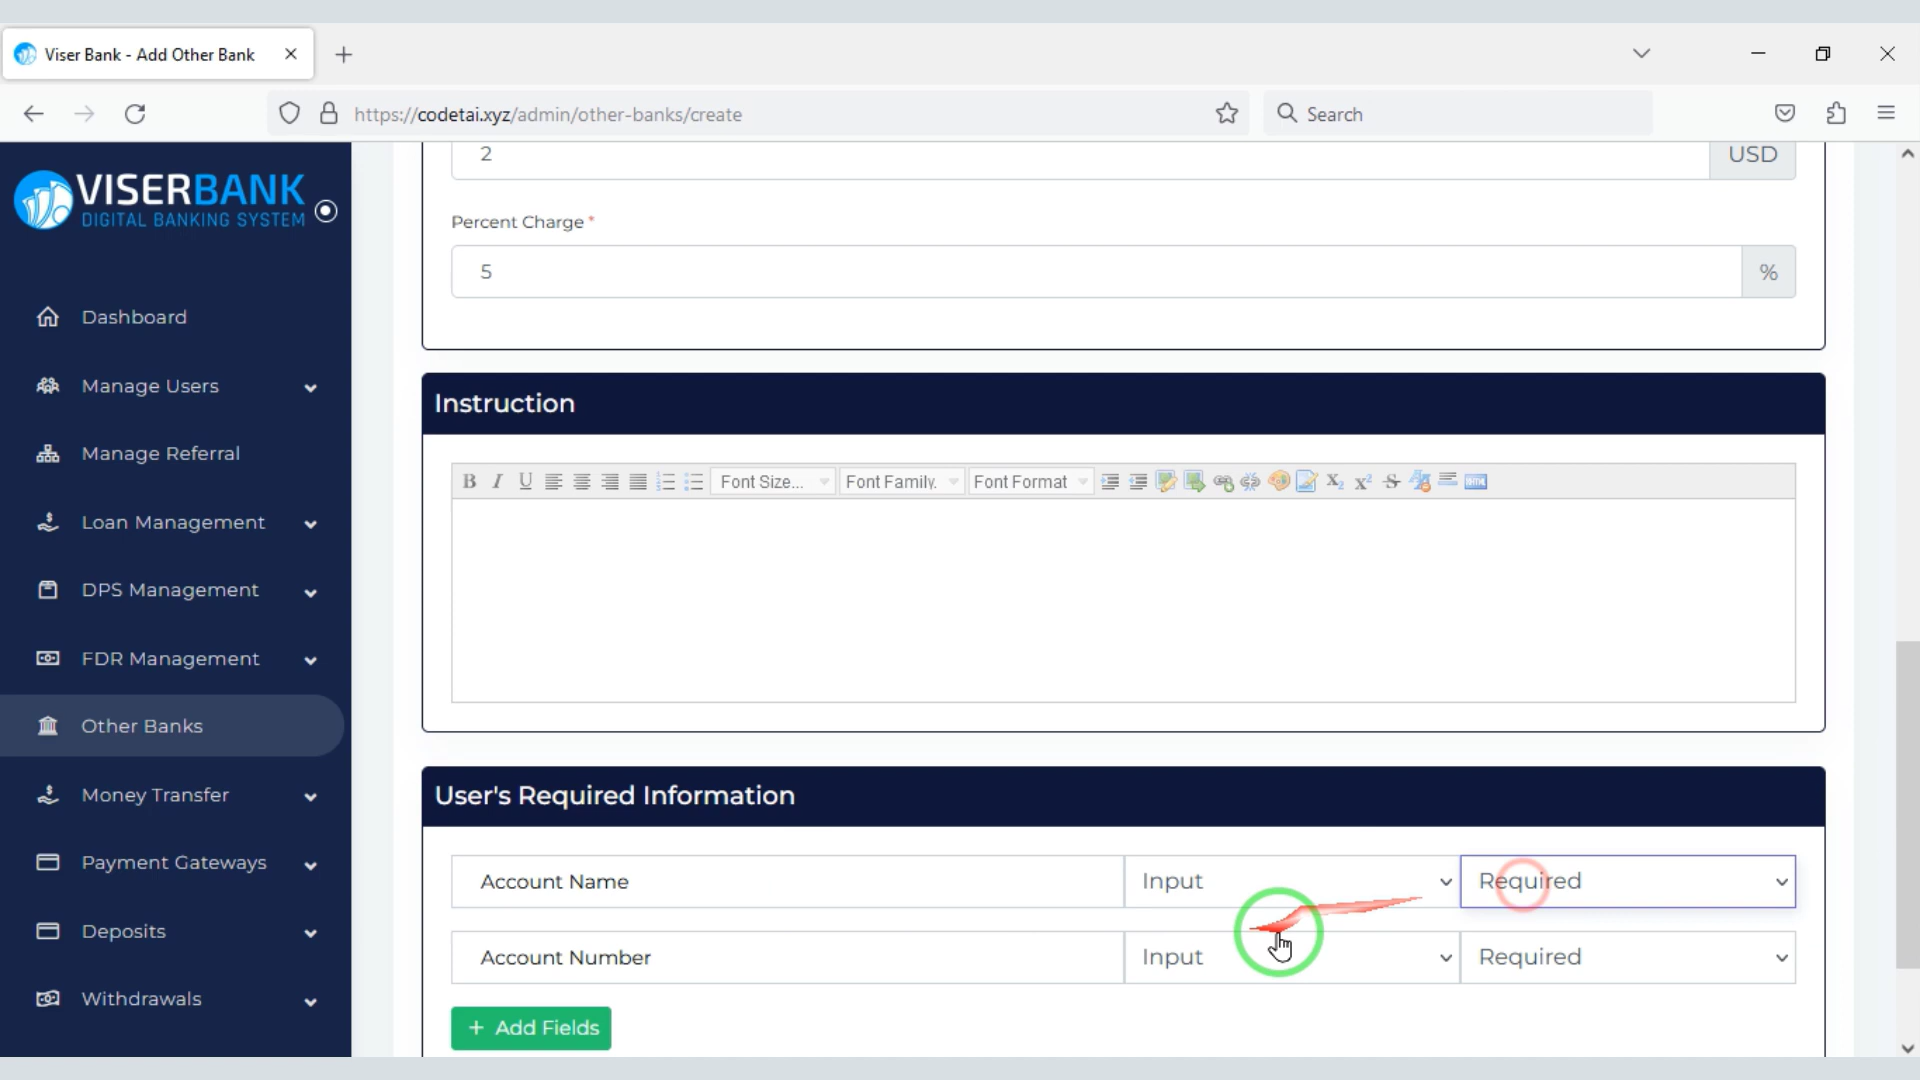 Viser Bank - Add Other Bank
https://codetai.xyz/admin/other-banks/create
Search
VISERBANK
DIGITAL BANKING SYSTEM
Dashboard
Manage Users
Manage Referral
Loan Management
DPS Management
FDR Management
Other Banks
Money Transfer
Payment Gateways
Deposits
Withdrawals
2 USD
Percent Charge *
5 %
Instruction
B I U Font Size... Font Family. Font Format X₂ X² S HTML
User's Required Information
Account Name Input Required
Account Number Input Required
+ Add Fields